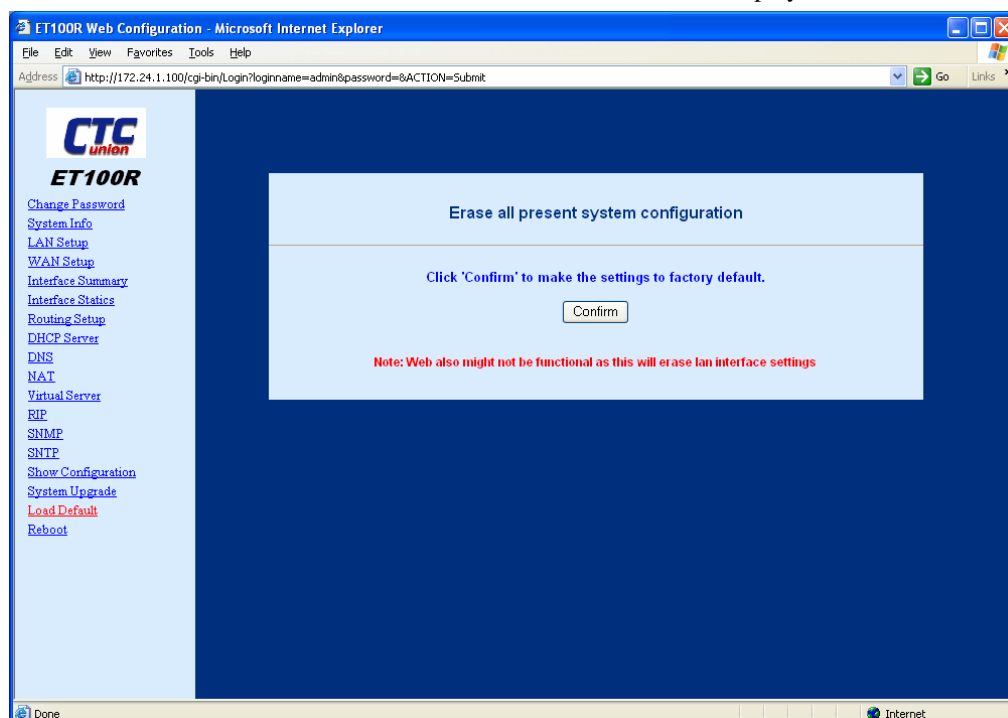 ET100R Web Configuration - Microsoft Internet Explorer
File Edit View Favorites Tools Help
Address http://172.24.1.100/cgi-bin/Login?loginname=admin&password=&ACTION=Submit Go Links
CTC
union
ET100R
Change Password
System Info
LAN Setup
WAN Setup
Interface Summary
Interface Statics
Routing Setup
DHCP Server
DNS
NAT
Virtual Server
RIP
SNMP
SNTP
Show Configuration
System Upgrade
Load Default
Reboot
Erase all present system configuration
Click 'Confirm' to make the settings to factory default.
Confirm
Note: Web also might not be functional as this will erase lan interface settings
Done Internet